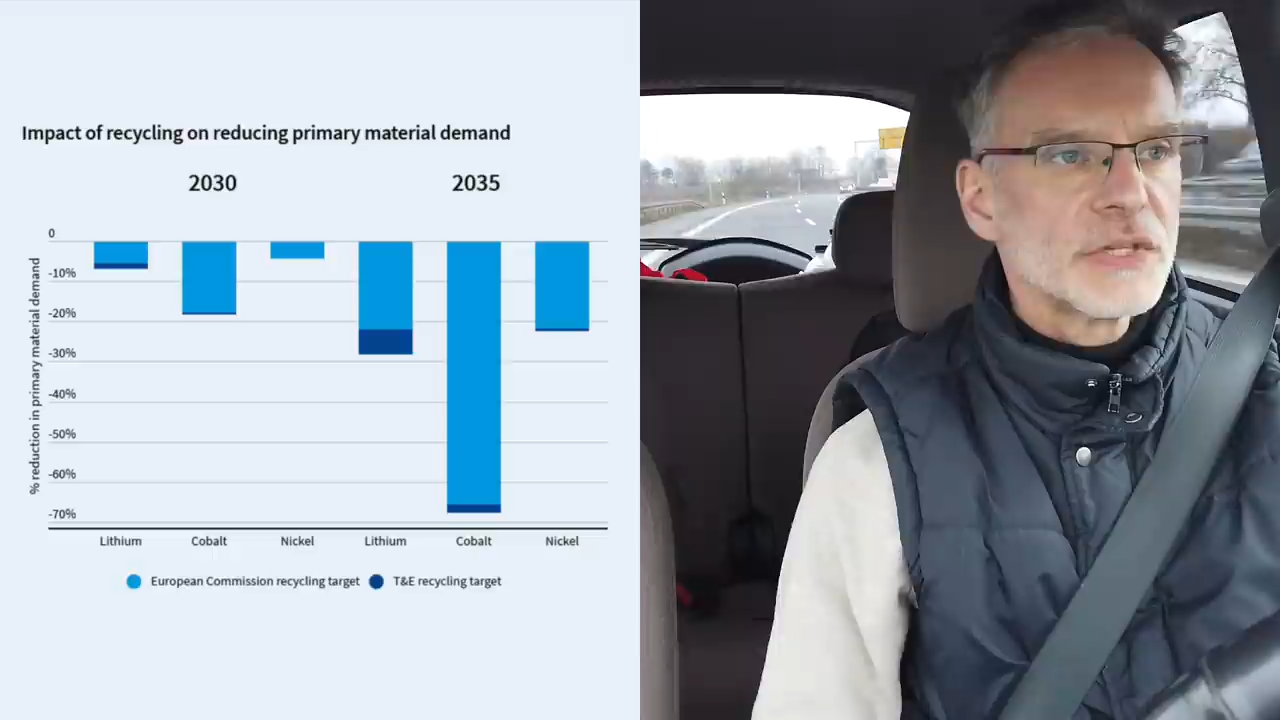 Impact of recycling on reducing primary material demand
2030 2035
% reduction in primary material demand
0
-10%
-20%
-30%
-40%
-50%
-60%
-70%
Lithium Cobalt Nickel Lithium Cobalt Nickel
European Commission recycling target T&E recycling target